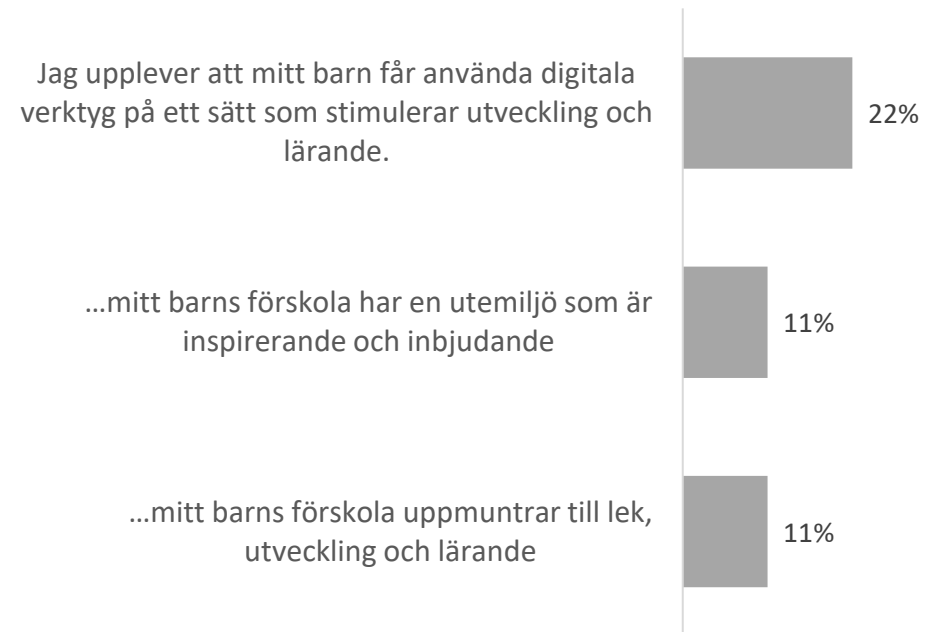 Jag upplever att mitt barn får använda digitala
verktyg på ett sätt som stimulerar utveckling och
lärande.
22%
…mitt barns förskola har en utemiljö som är
inspirerande och inbjudande
11%
…mitt barns förskola uppmuntrar till lek,
utveckling och lärande
11%